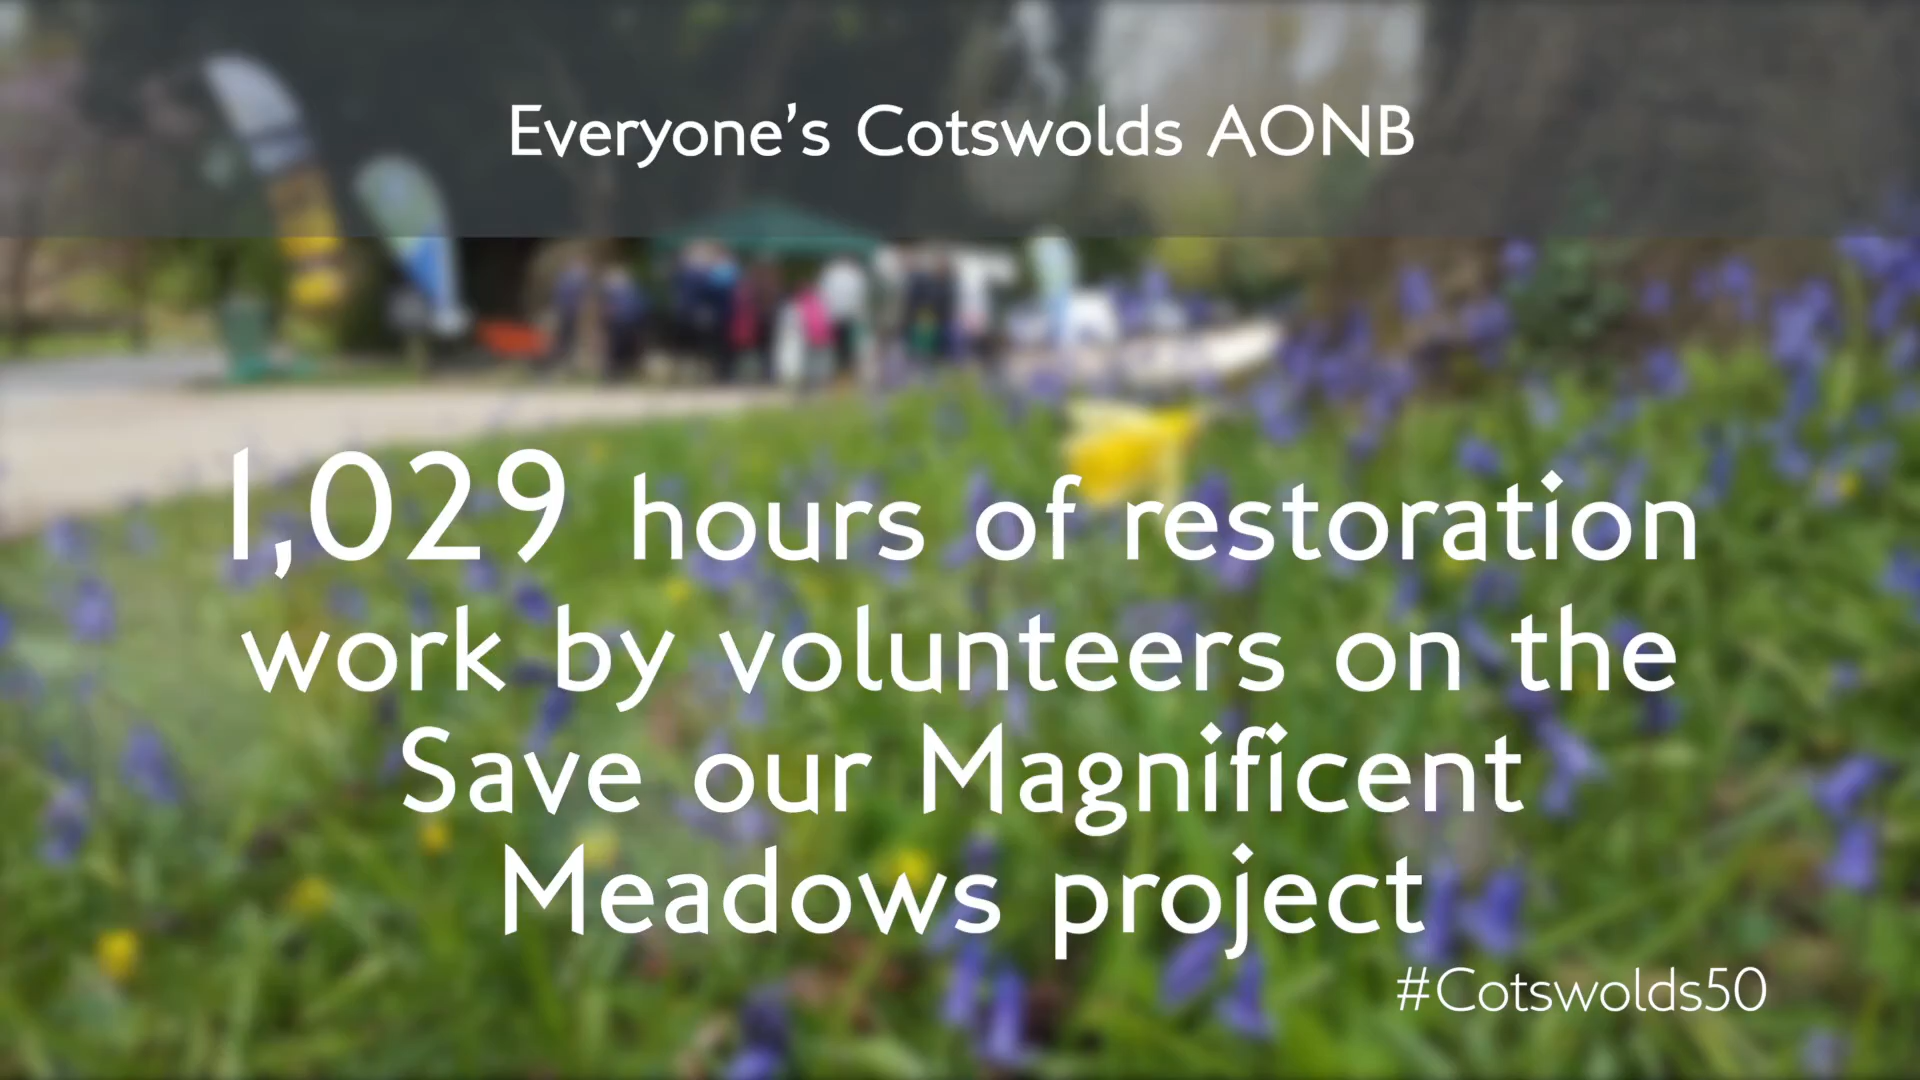 Everyone’s Cotswolds AONB
1,029 hours of restoration
work by volunteers on the
Save our Magnificent
Meadows project
#Cotswolds50